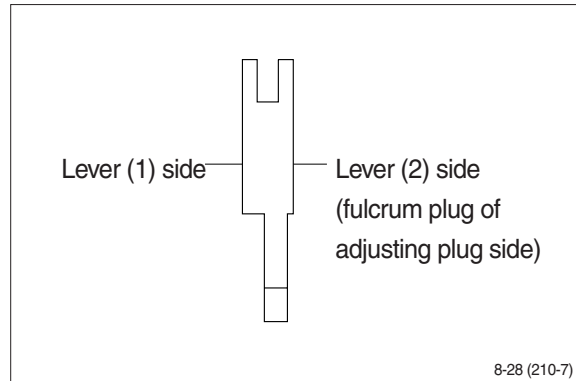 Lever (1) side
Lever (2) side
(fulcrum plug of
adjusting plug side)
8-28 (210-7)